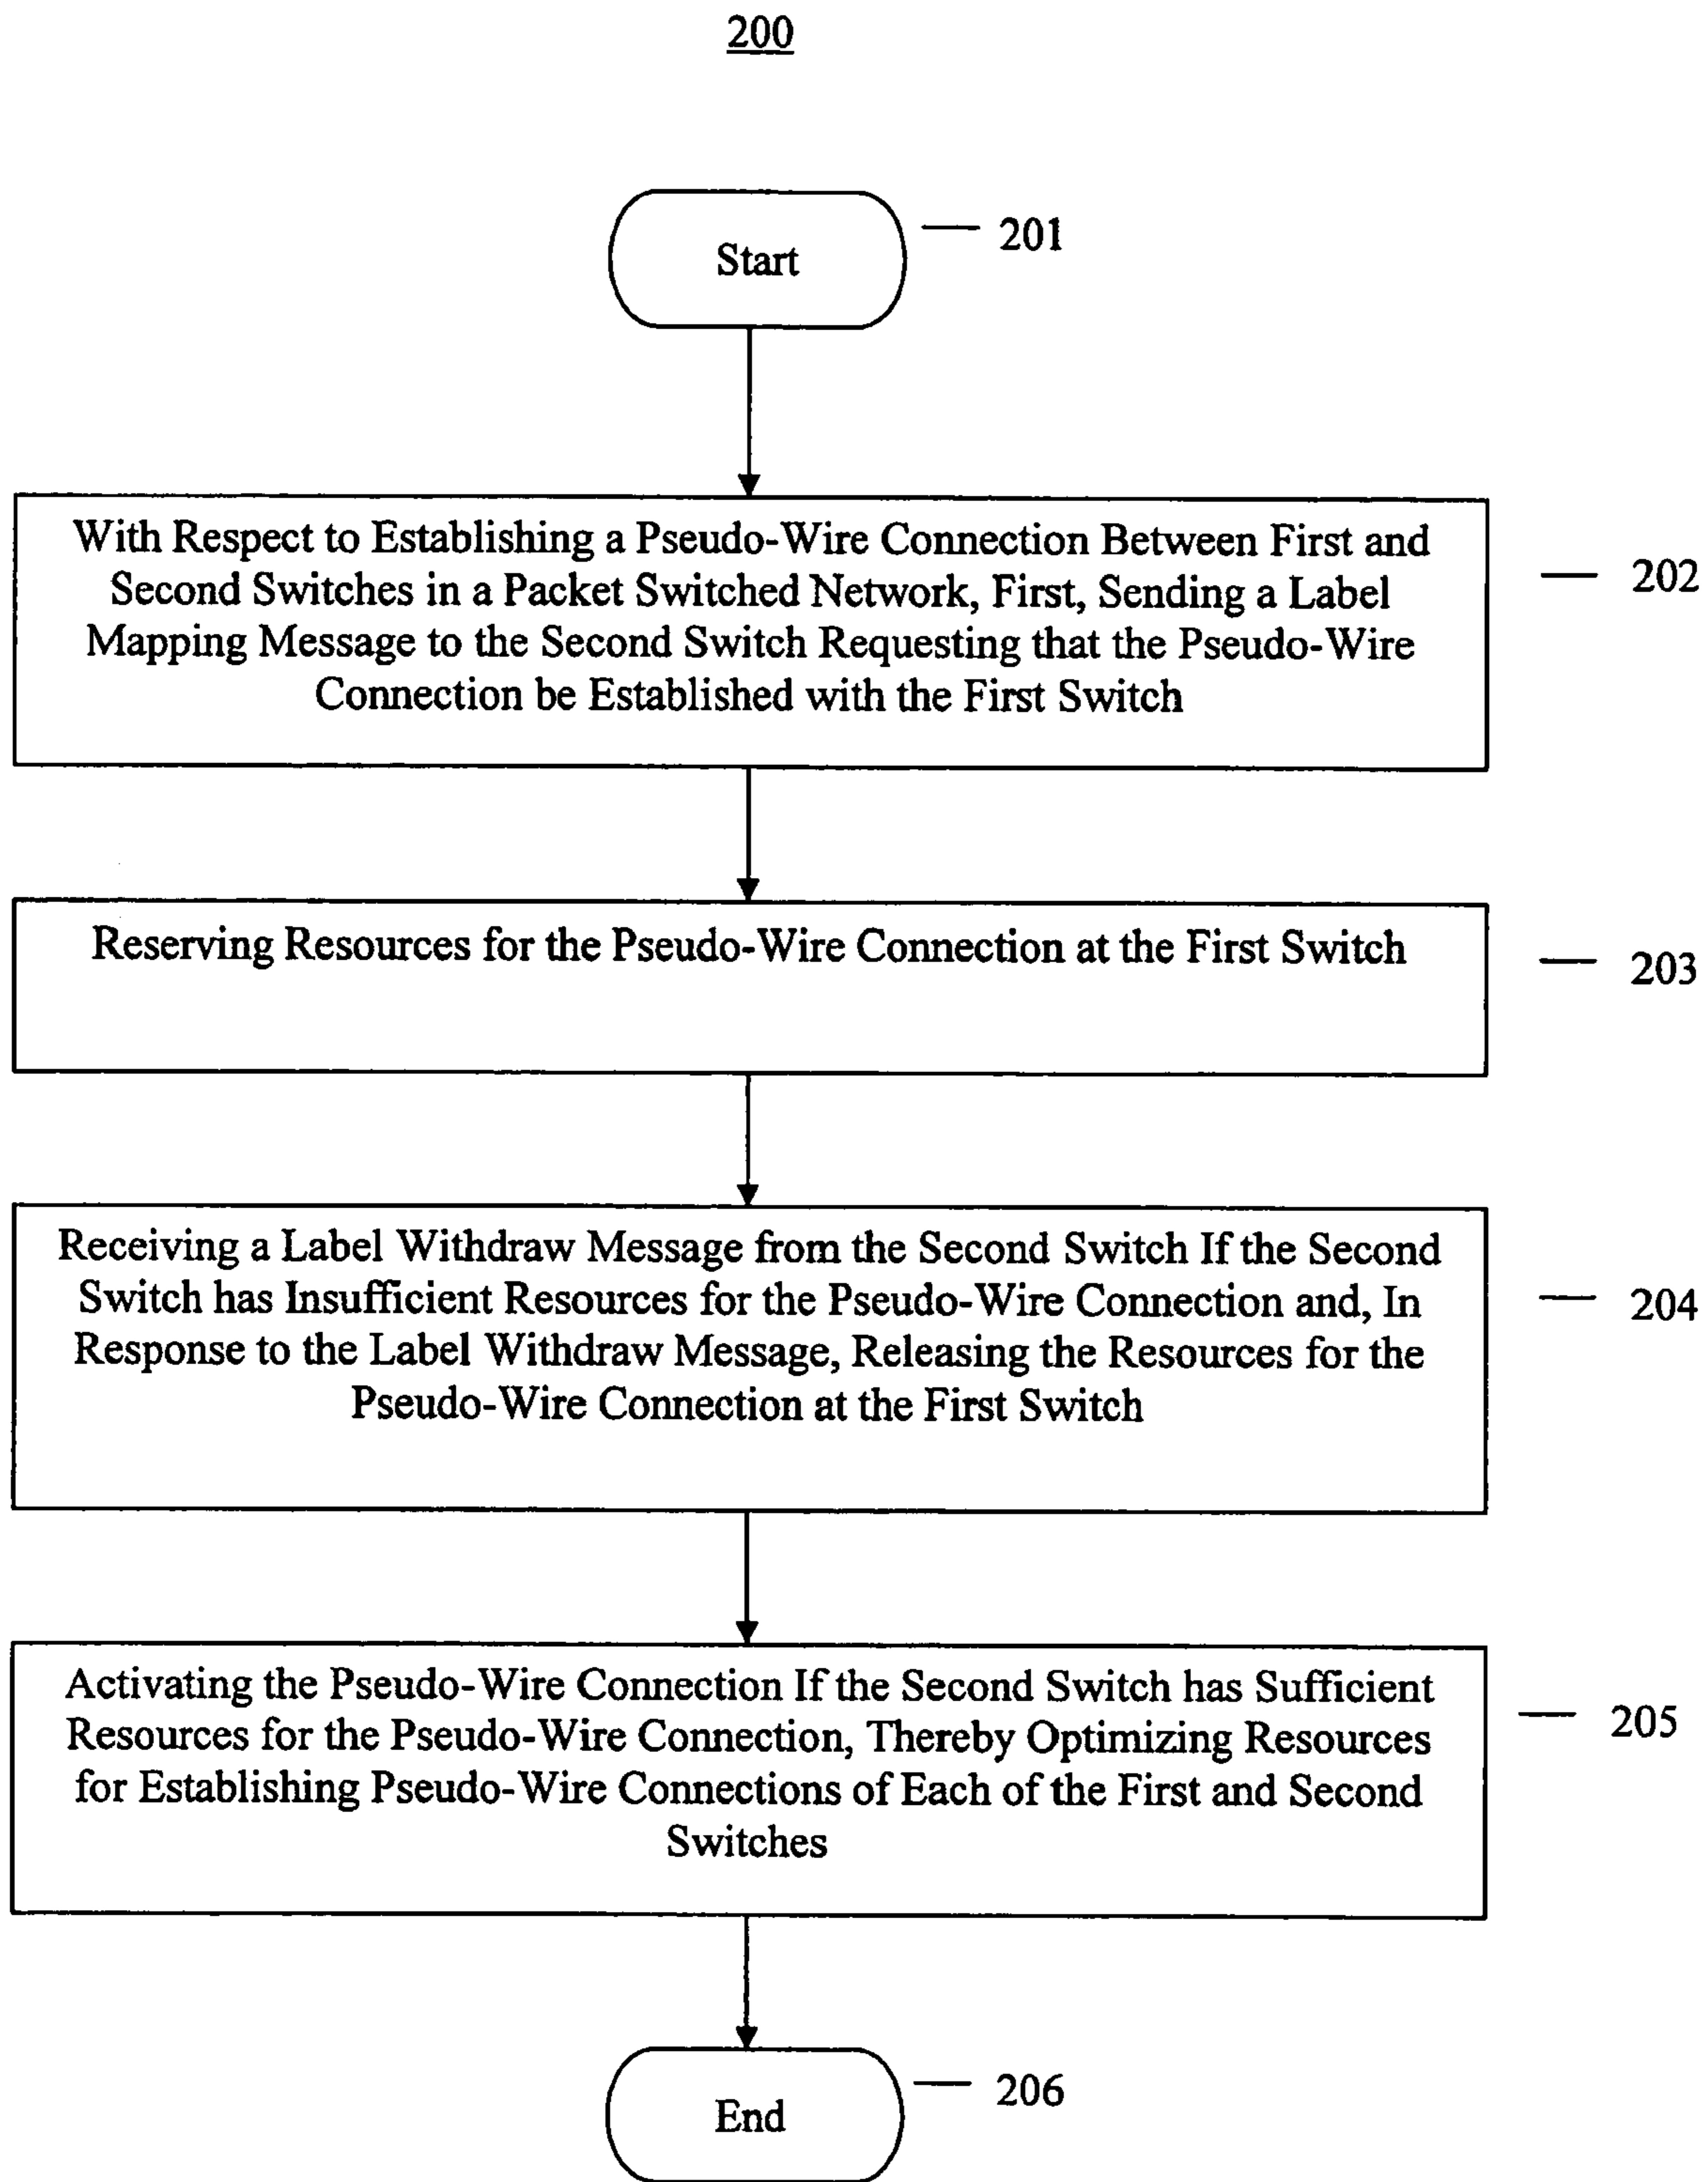 200
Start
201
With Respect to Establishing a Pseudo-Wire Connection Between First and
Second Switches in a Packet Switched Network, First, Sending a Label
Mapping Message to the Second Switch Requesting that the Pseudo-Wire
Connection be Established with the First Switch
202
Reserving Resources for the Pseudo-Wire Connection at the First Switch
203
Receiving a Label Withdraw Message from the Second Switch If the Second
Switch has Insufficient Resources for the Pseudo-Wire Connection and, In
Response to the Label Withdraw Message, Releasing the Resources for the
Pseudo-Wire Connection at the First Switch
204
Activating the Pseudo-Wire Connection If the Second Switch has Sufficient
Resources for the Pseudo-Wire Connection, Thereby Optimizing Resources
for Establishing Pseudo-Wire Connections of Each of the First and Second
Switches
205
End
206